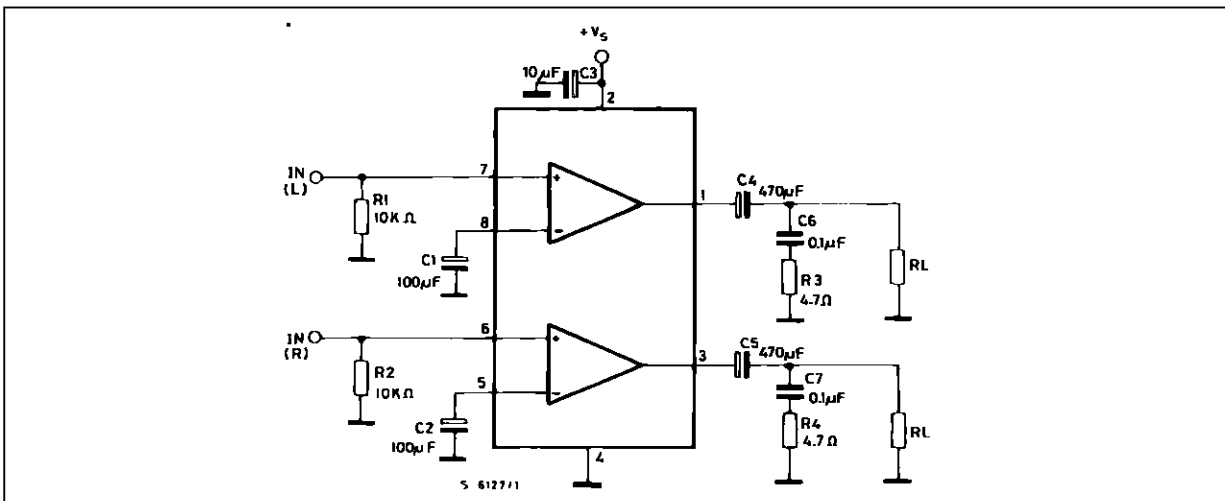 +Vs
10µF
C3
2
IN
(L)
7
R1
10KΩ
8
C1
100µF
1
C4
470µF
C6
0.1µF
R3
4.7Ω
RL
IN
(R)
6
R2
10KΩ
5
C2
100µF
3
C5
470µF
C7
0.1µF
R4
4.7Ω
RL
4
S 6127/1
+
−
+
−